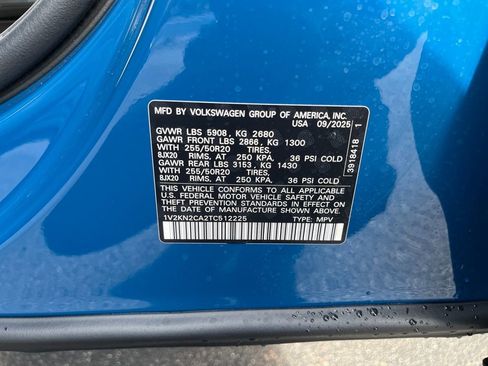 MFD BY VOLKSWAGEN GROUP OF AMERICA, INC.
USA 09/2025
GVWR LBS 5908, KG 2680
GAWR FRONT LBS 2866, KG 1300
WITH 255/50R20 TIRES,
8JX20 RIMS, AT 250 KPA, 36 PSI COLD
GAWR REAR LBS 3153, KG 1430
WITH 255/50R20 TIRES,
8JX20 RIMS, AT 250 KPA, 36 PSI COLD
THIS VEHICLE CONFORMS TO ALL APPLICABLE
U.S. FEDERAL MOTOR VEHICLE SAFETY
STANDARDS IN EFFECT ON THE
DATE OF MANUFACTURE SHOWN ABOVE.
1V2KN2CA2TC512225 TYPE: MPV
3918418 1